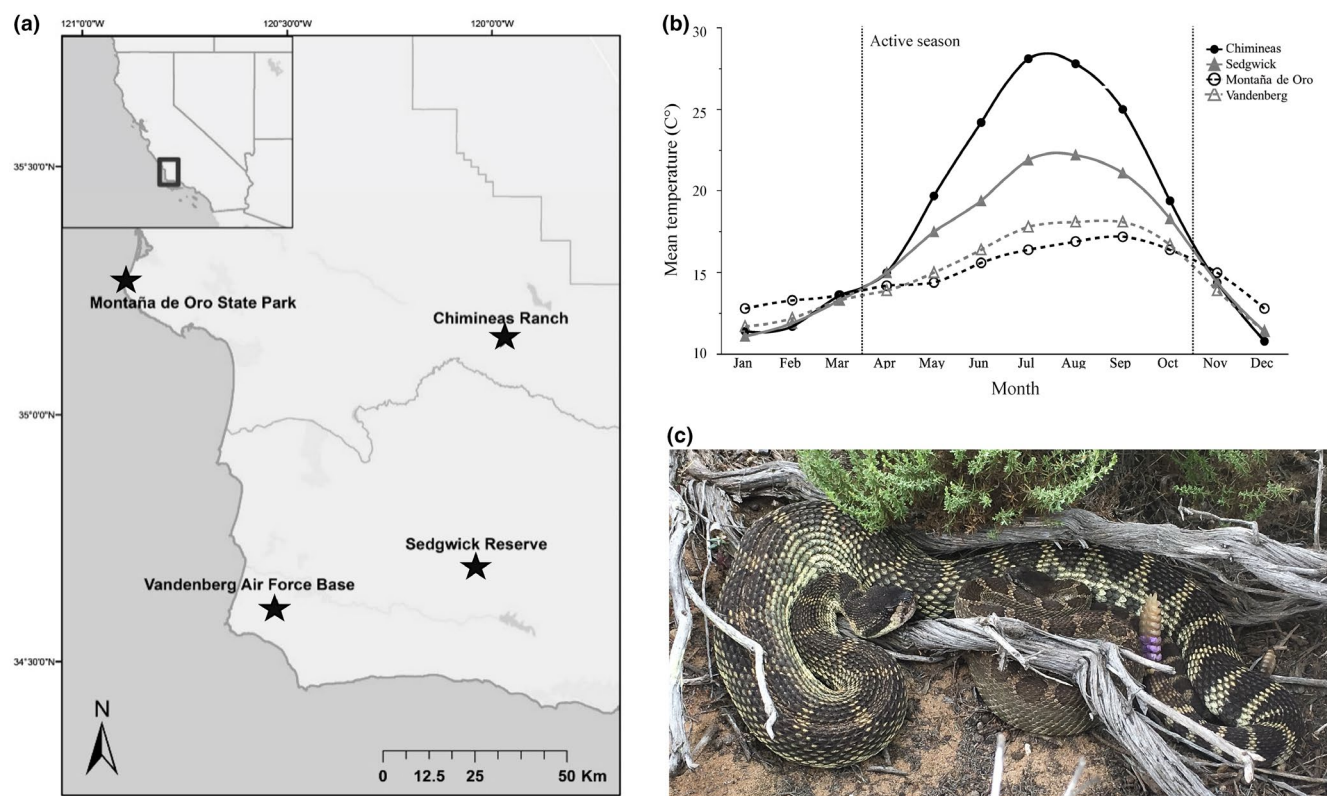 (a)
121°0'0"W
120°30'0"W
120°0'0"W
35°30'0"N
35°0'0"N
34°30'0"N
Montaña de Oro State Park
Chimineas Ranch
Sedgwick Reserve
Vandenberg Air Force Base
N
0 12.5 25 50 Km
(b)
30
25
20
15
10
Mean temperature (C°)
Active season
Chimineas
Sedgwick
Montaña de Oro
Vandenberg
Jan Feb Mar Apr May Jun Jul Aug Sep Oct Nov Dec
Month
(c)